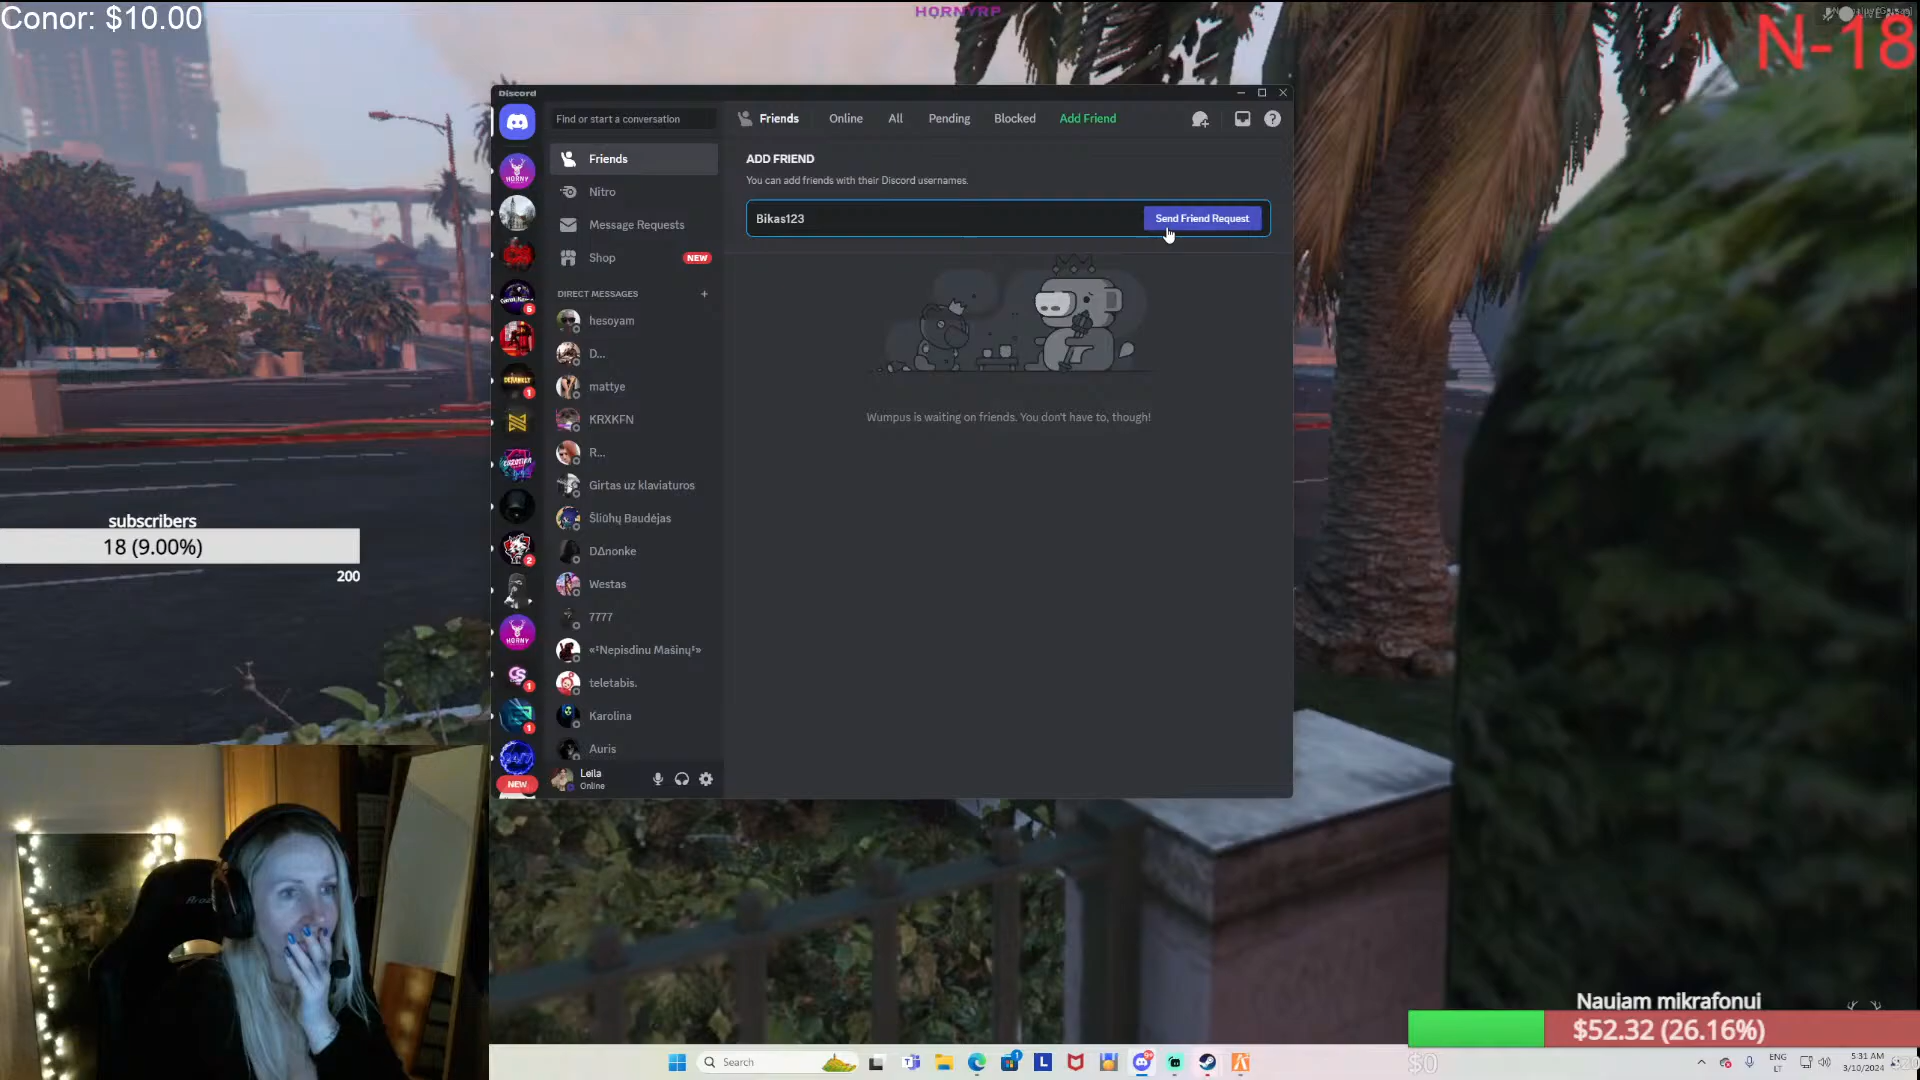 Conor: $10.00
HORNYRP
N-18
Discord
Find or start a conversation
Friends
Online
All
Pending
Blocked
Add Friend
Friends
Nitro
Message Requests
Shop
NEW
DIRECT MESSAGES
hesoyam
D...
mattye
KRXKFN
R...
Girtas uz klaviaturos
Šliūhų Baudėjas
DΔnonke
Westas
7777
teletabis.
Karolina
Auris
Leila
Online
NEW
ADD FRIEND
You can add friends with their Discord usernames.
Bikas123
Send Friend Request
Wumpus is waiting on friends. You don't have to, though!
subscribers
18 (9.00%)
200
Naujam mikrafonui
$52.32 (26.16%)
$0
Search
ENG
LT
5:31 AM
3/10/2024